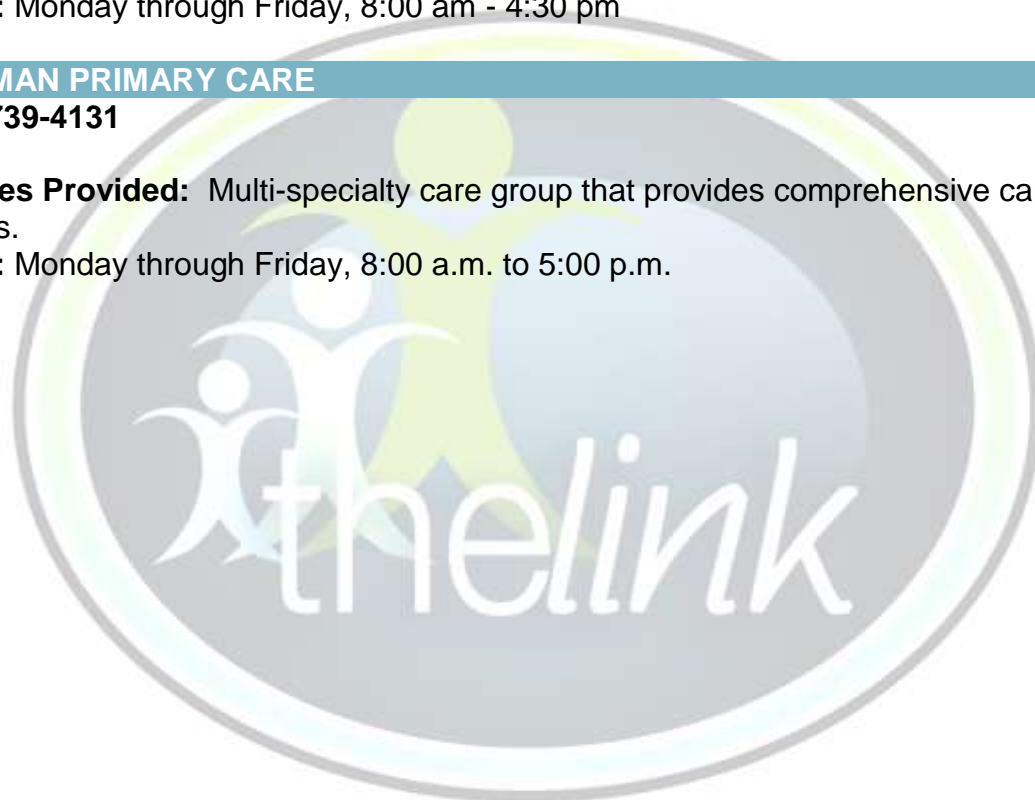 : Monday through Friday, 8:00 am - 4:30 pm
MAN PRIMARY CARE
739-4131
es Provided: Multi-specialty care group that provides comprehensive ca
s.
: Monday through Friday, 8:00 a.m. to 5:00 p.m.
thelink